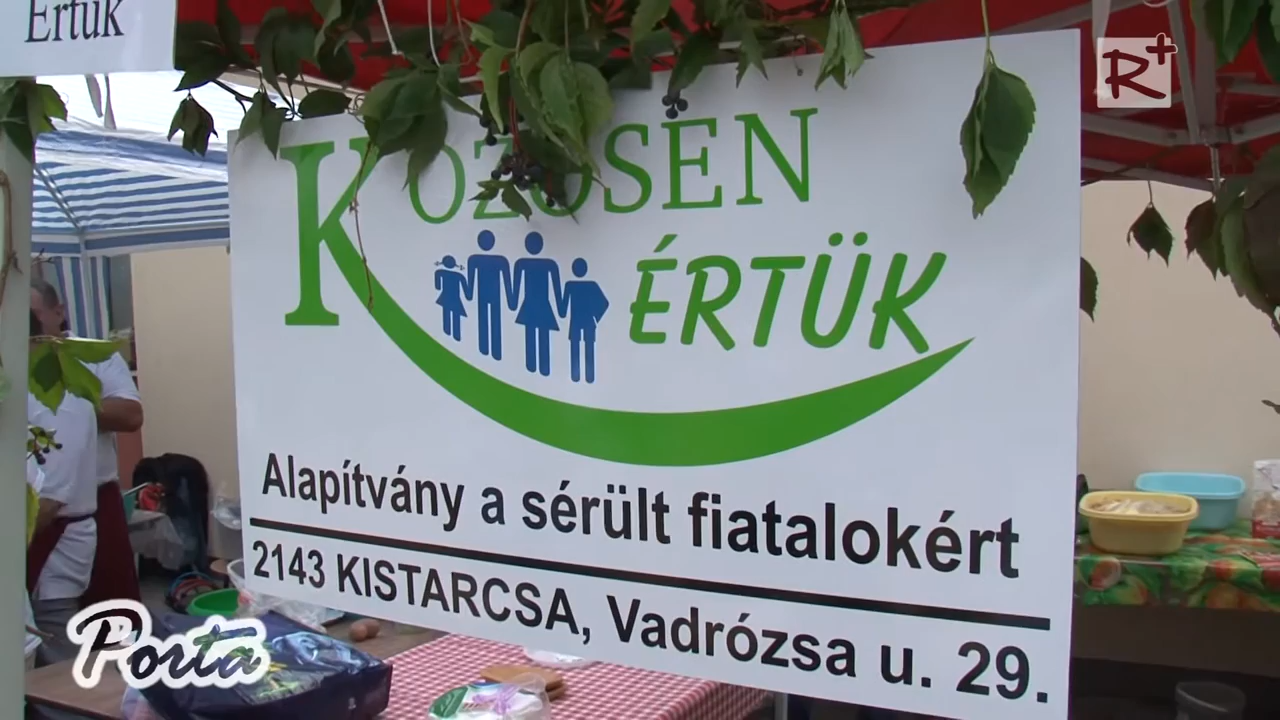 Értük
R+
KÖZÖSEN
ÉRTÜK
Alapítvány a sérült fiatalokért
2143 KISTARCSA, Vadrózsa u. 29.
Porta